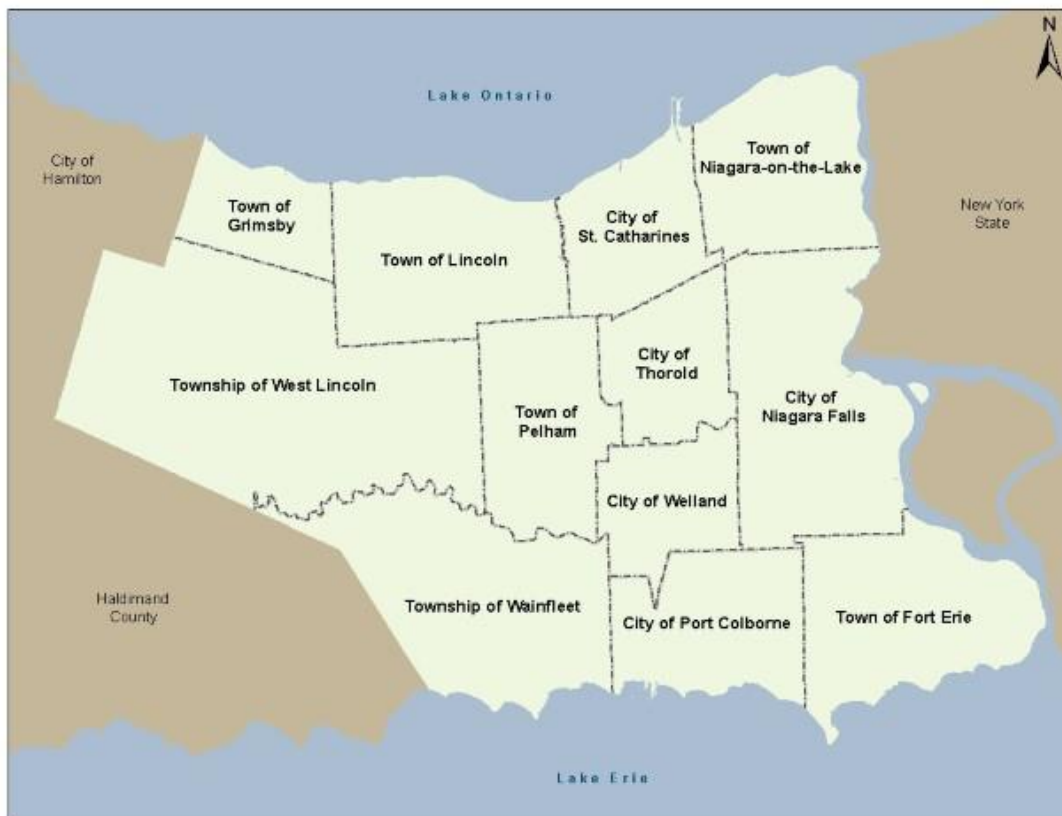 N
Lake Ontario
City of
Hamilton
Town of
Niagara-on-the-Lake
Town of
Grimsby
City of
St. Catharines
New York
State
Town of Lincoln
City of
Thorold
Township of West Lincoln
Town of
Pelham
City of
Niagara Falls
City of Welland
Haldimand
County
Township of Wainfleet
City of Port Colborne
Town of Fort Erie
Lake Erie